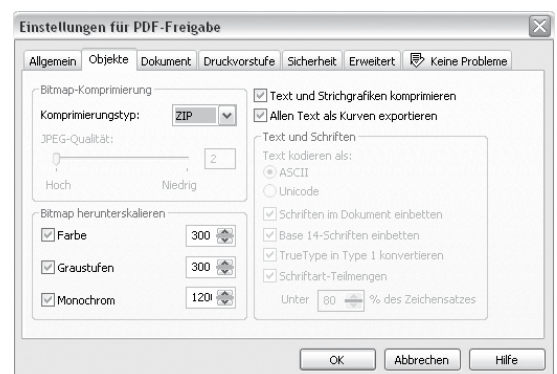 Einstellungen für PDF-Freigabe
Allgemein Objekte Dokument Druckvorstufe Sicherheit Erweitert Keine Probleme
Bitmap-Komprimierung
Komprimierungstyp: ZIP
JPEG-Qualität:
2
Hoch Niedrig
Bitmap herunterskalieren
Farbe 300
Graustufen 300
Monochrom 120
Text und Strichgrafiken komprimieren
Allen Text als Kurven exportieren
Text und Schriften
Text kodieren als:
ASCII
Unicode
Schriften im Dokument einbetten
Base 14-Schriften einbetten
TrueType in Type 1 konvertieren
Schriftart-Teilmengen
Unter 80 % des Zeichensatzes
OK Abbrechen Hilfe